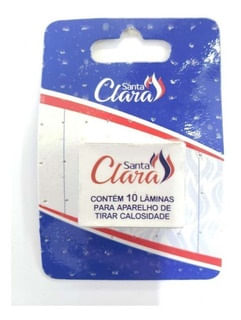 Santa
Clara
Santa
Clara
CONTÉM 10 LÂMINAS
PARA APARELHO DE
TIRAR CALOSIDADE